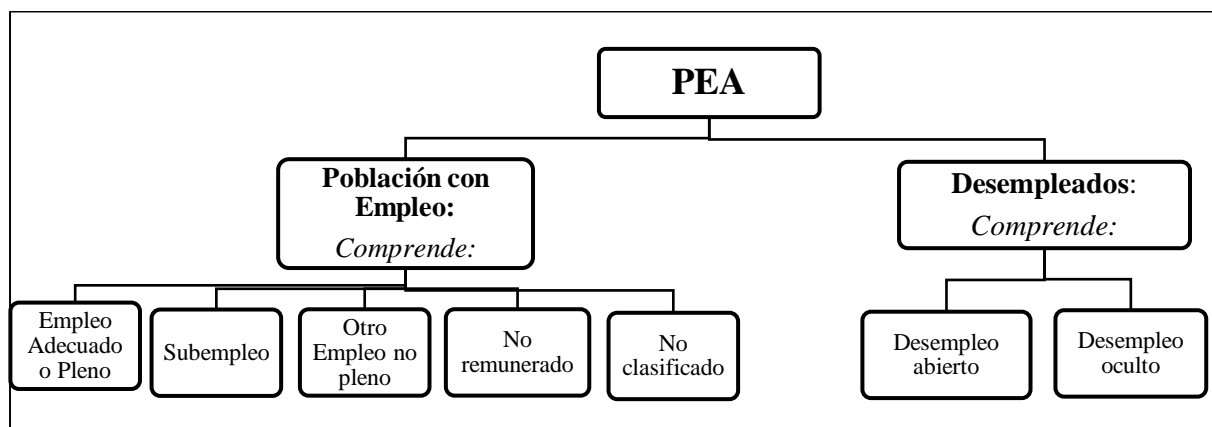 PEA
Población con
Empleo:
Comprende:
Desempleados:
Comprende:
Empleo
Adecuado
o Pleno
Subempleo
Otro
Empleo no
pleno
No
remunerado
No
clasificado
Desempleo
abierto
Desempleo
oculto